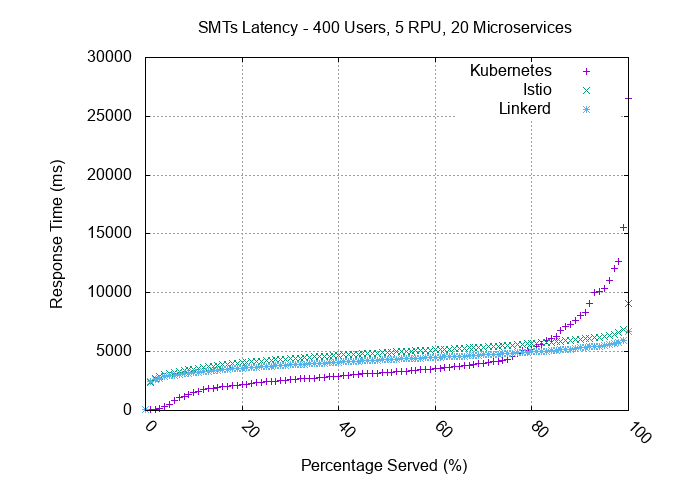 SMTs Latency - 400 Users, 5 RPU, 20 Microservices
30000
25000
20000
15000
10000
5000
0
Response Time (ms)
Kubernetes
Istio
Linkerd
0
20
40
60
80
100
Percentage Served (%)